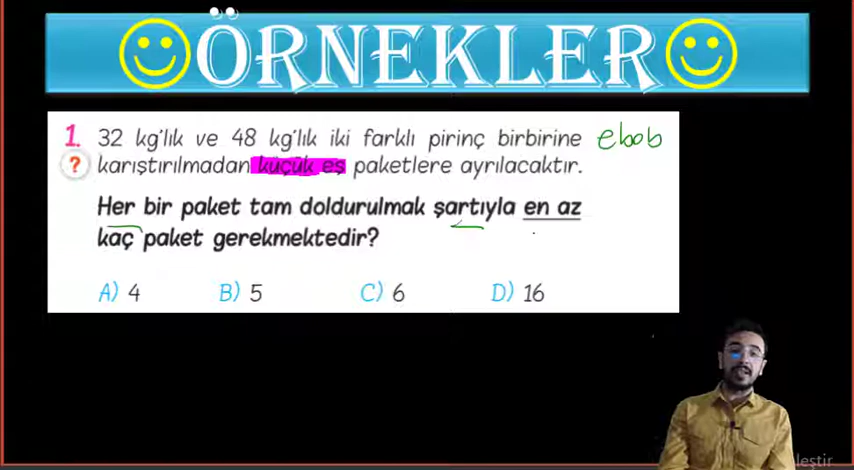 ÖRNEKLER
1. 32 kg'lık ve 48 kg'lık iki farklı pirinç birbirine ebob
? karıştırılmadan küçük eş paketlere ayrılacaktır.
Her bir paket tam doldurulmak şartıyla en az
kaç paket gerekmektedir?
A) 4 B) 5 C) 6 D) 16
leştir